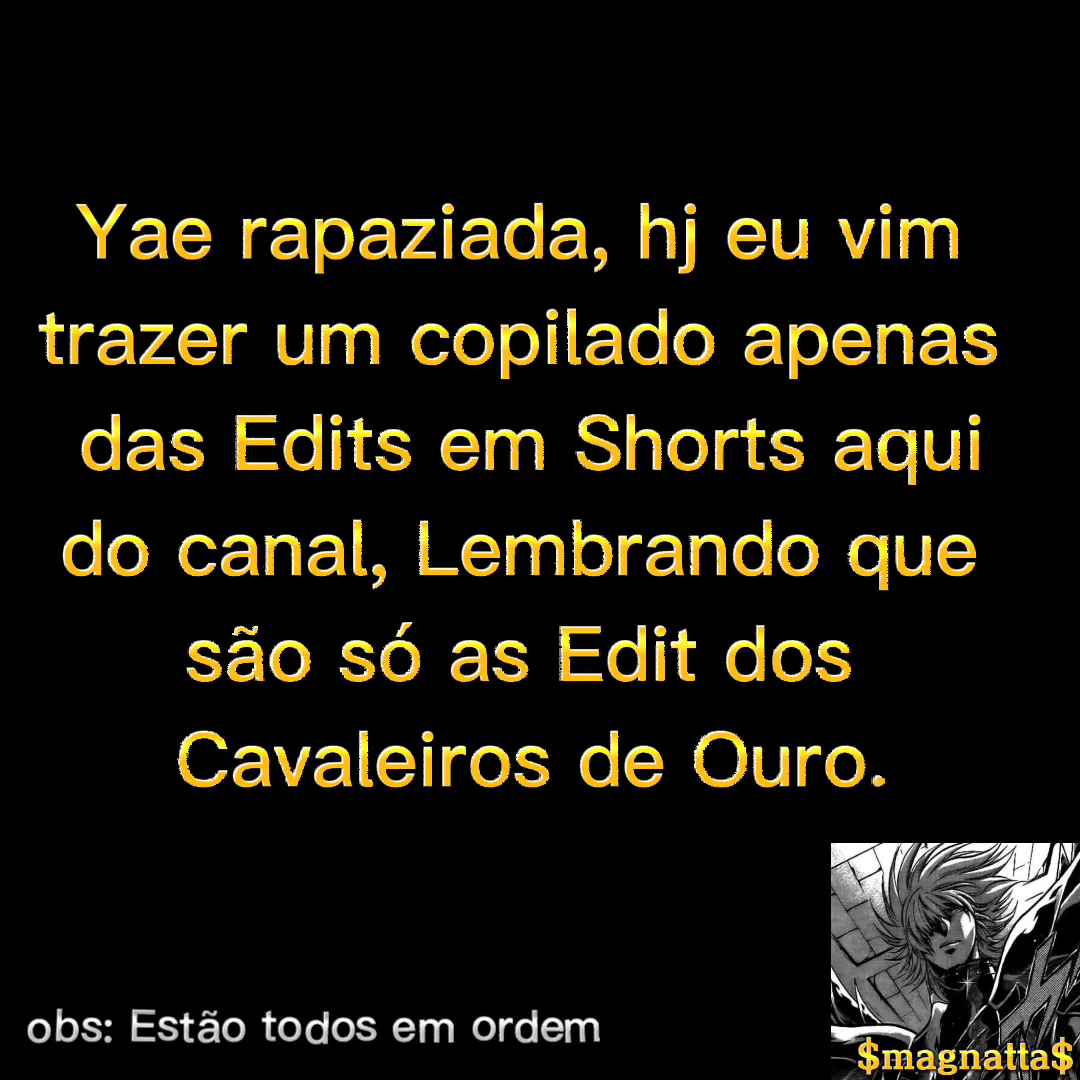 Yae rapaziada, hj eu vim
trazer um copilado apenas
das Edits em Shorts aqui
do canal, Lembrando que
são só as Edit dos
Cavaleiros de Ouro.
obs: Estão todos em ordem
$magnatta$